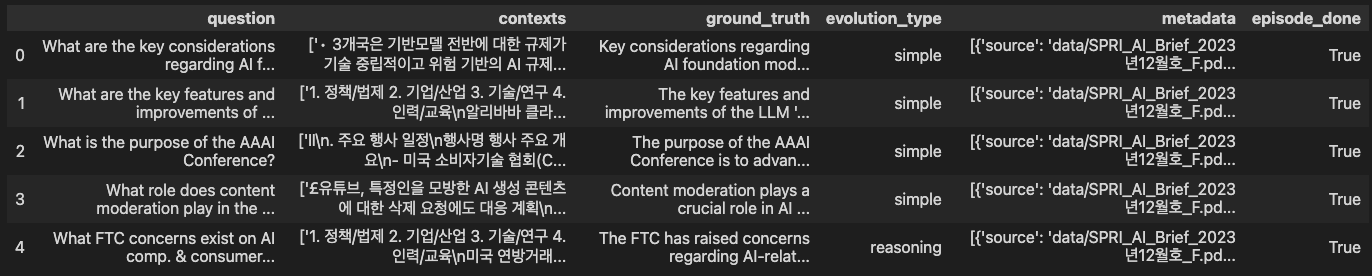 question contexts ground_truth evolution_type metadata episode_done
0 What are the key considerations regarding AI f... ['• 3개국은 기반모델 전반에 대한 규제가 기술 중립적이고 위험 기반의 AI 규제... Key considerations regarding AI foundation mod... simple [{'source': 'data/SPRI_AI_Brief_2023년12월호_F.pd... True
1 What are the key features and improvements of ... ['1. 정책/법제 2. 기업/산업 3. 기술/연구 4. 인력/교육\n알리바바 클라... The key features and improvements of the LLM '... simple [{'source': 'data/SPRI_AI_Brief_2023년12월호_F.pd... True
2 What is the purpose of the AAAI Conference? ['Ⅱ\n. 주요 행사 일정\n행사명 행사 주요 개요\n- 미국 소비자기술 협회(C... The purpose of the AAAI Conference is to advan... simple [{'source': 'data/SPRI_AI_Brief_2023년12월호_F.pd... True
3 What role does content moderation play in the ... ['£유튜브, 특정인을 모방한 AI 생성 콘텐츠에 대한 삭제 요청에도 대응 계획\n... Content moderation plays a crucial role in AI ... simple [{'source': 'data/SPRI_AI_Brief_2023년12월호_F.pd... True
4 What FTC concerns exist on AI comp. & consumer... ['1. 정책/법제 2. 기업/산업 3. 기술/연구 4. 인력/교육\n미국 연방거래... The FTC has raised concerns regarding AI-relat... reasoning [{'source': 'data/SPRI_AI_Brief_2023년12월호_F.pd... True